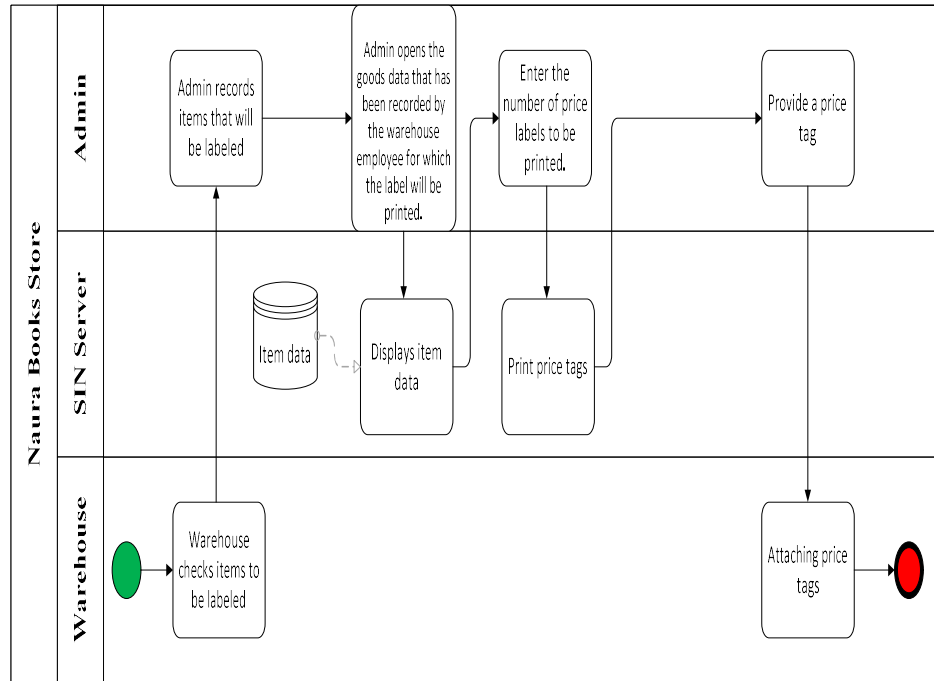 Naura Books Store
Admin
Admin records
items that will
be labeled
Admin opens the
goods data that has
been recorded by
the warehouse
employee for which
the label will be
printed.
Enter the
number of price
labels to be
printed.
Provide a price
tag
SIN Server
Item data
Displays item
data
Print price tags
Warehouse
Warehouse
checks items to
be labeled
Attaching price
tags